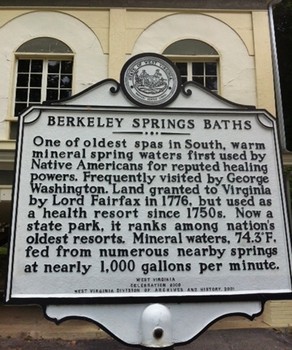 BERKELEY SPRINGS BATHS
One of oldest spas in South, warm
mineral spring waters first used by
Native Americans for reputed healing
powers. Frequently visited by George
Washington. Land granted to Virginia
by Lord Fairfax in 1776, but used as
a health resort since 1750s. Now a
state park, it ranks among nation's
oldest resorts. Mineral waters, 74.3°F.
fed from numerous nearby springs
at nearly 1,000 gallons per minute.
WEST VIRGINIA
CELEBRATION 2000
WEST VIRGINIA DIVISION OF ARCHIVES AND HISTORY 2001